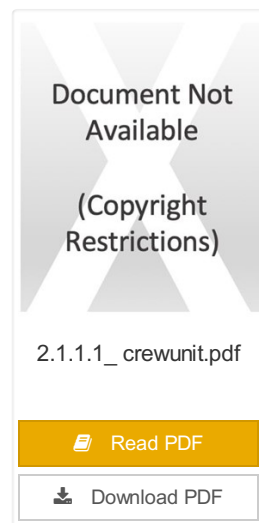 Document Not
Available
(Copyright
Restrictions)
2.1.1.1_ crewunit.pdf
Read PDF
Download PDF